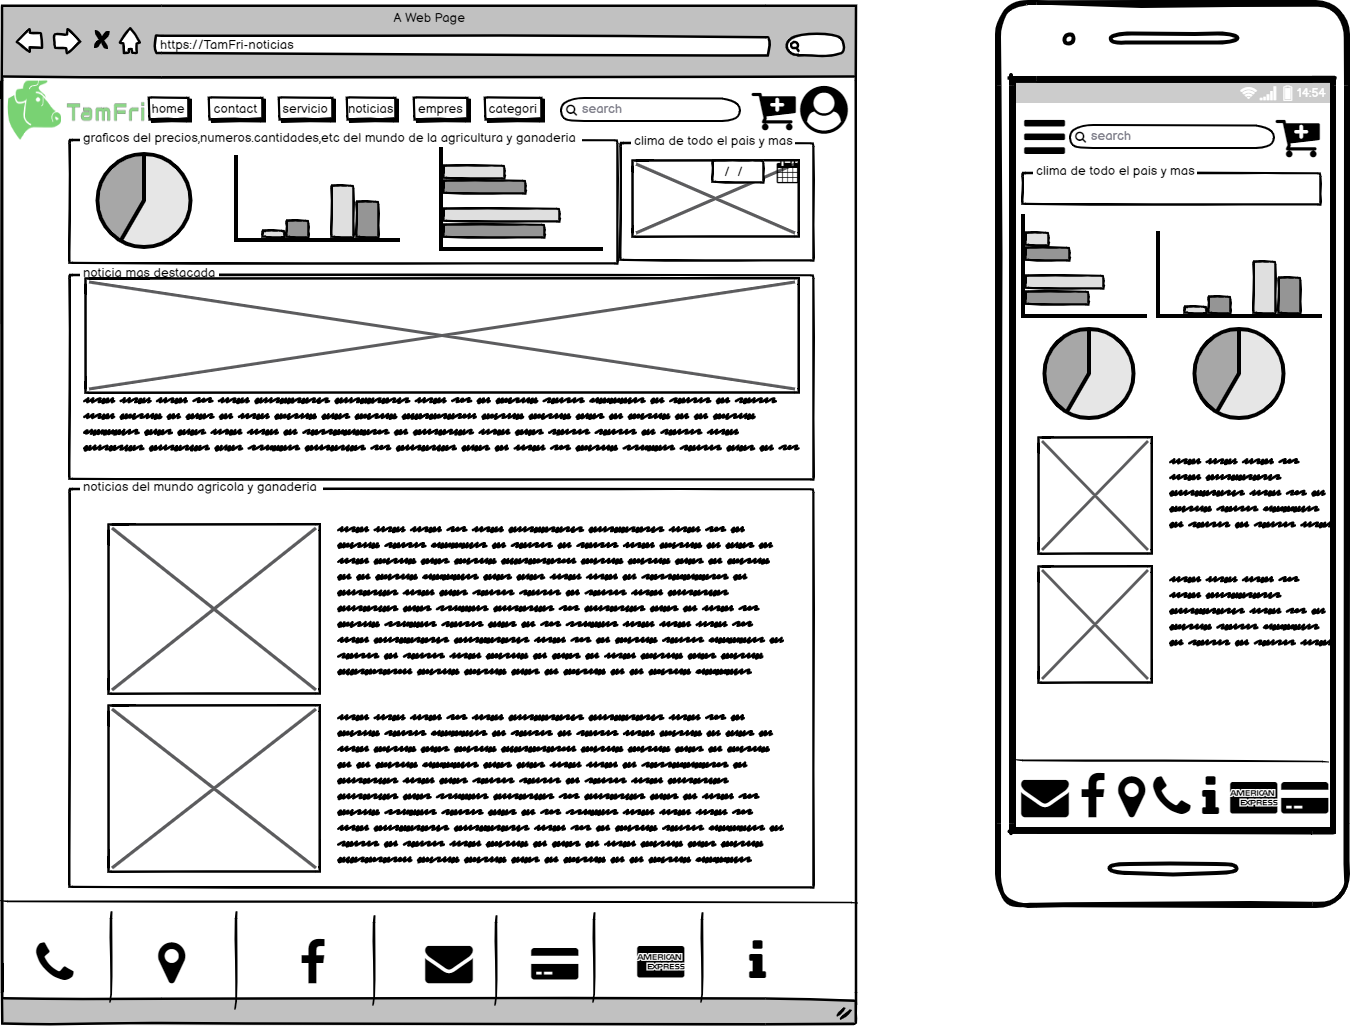 A Web Page
https://TamFri-noticias
TamFri
home
contact
servicio
noticias
empres
categori
search
graficos del precios,numeros.cantidades,etc del mundo de la agricultura y ganaderia
clima de todo el pais y mas
/ /
noticia mas destacada
noticias del mundo agricola y ganaderia
AMERICAN
EXPRESS
14:54
search
clima de todo el pais y mas
AMERICAN
EXPRESS